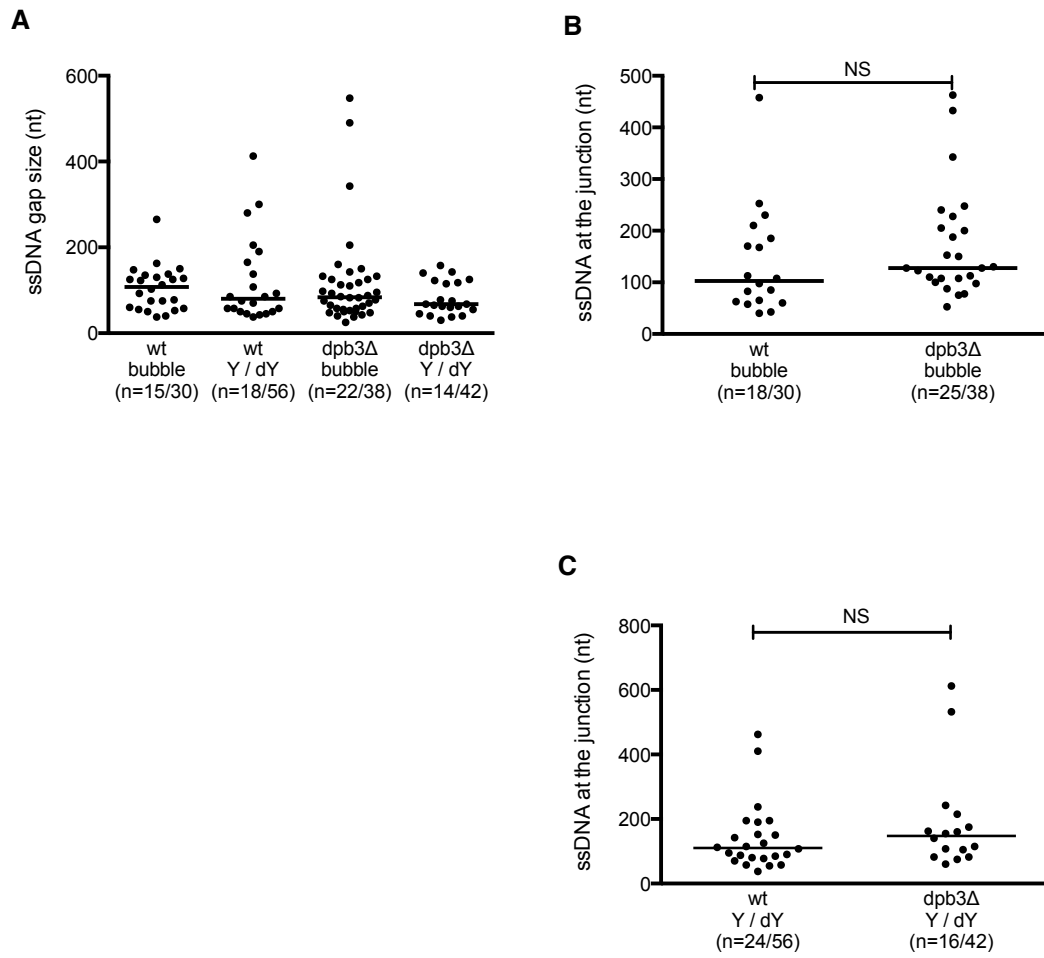 A
ssDNA gap size (nt)
600
400
200
0
wt
bubble
(n=15/30)
wt
Y / dY
(n=18/56)
dpb3Δ
bubble
(n=22/38)
dpb3Δ
Y / dY
(n=14/42)
B
ssDNA at the junction (nt)
NS
500
400
300
200
100
0
wt
bubble
(n=18/30)
dpb3Δ
bubble
(n=25/38)
C
ssDNA at the junction (nt)
NS
800
600
400
200
0
wt
Y / dY
(n=24/56)
dpb3Δ
Y / dY
(n=16/42)